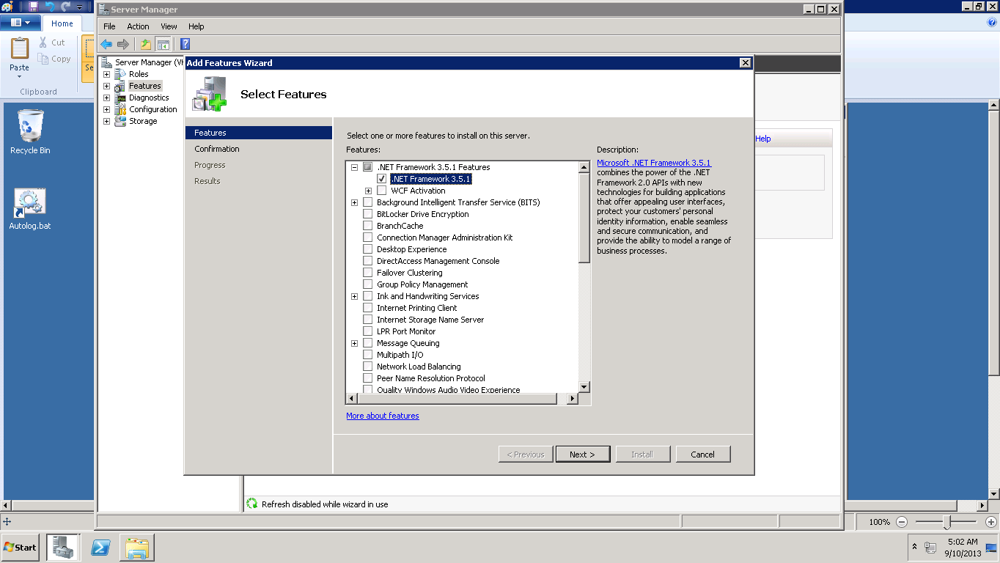 Server Manager
File Action View Help
Home
Cut
Copy
Paste
Se
Clipboard
Recycle Bin
Autolog.bat
Server Manager (V
Roles
Features
Diagnostics
Configuration
Storage
Add Features Wizard
Select Features
Features
Confirmation
Progress
Results
Select one or more features to install on this server.
Features:
.NET Framework 3.5.1 Features
.NET Framework 3.5.1
WCF Activation
Background Intelligent Transfer Service (BITS)
BitLocker Drive Encryption
BranchCache
Connection Manager Administration Kit
Desktop Experience
DirectAccess Management Console
Failover Clustering
Group Policy Management
Ink and Handwriting Services
Internet Printing Client
Internet Storage Name Server
LPR Port Monitor
Message Queuing
Multipath I/O
Network Load Balancing
Peer Name Resolution Protocol
Quality Windows Audio Video Experience
Description:
Microsoft .NET Framework 3.5.1
combines the power of the .NET
Framework 2.0 APIs with new
technologies for building applications
that offer appealing user interfaces,
protect your customers' personal
identity information, enable seamless
and secure communication, and
provide the ability to model a range of
business processes.
Help
More about features
< Previous Next > Install Cancel
Refresh disabled while wizard in use
100%
Start
5:02 AM
9/10/2013